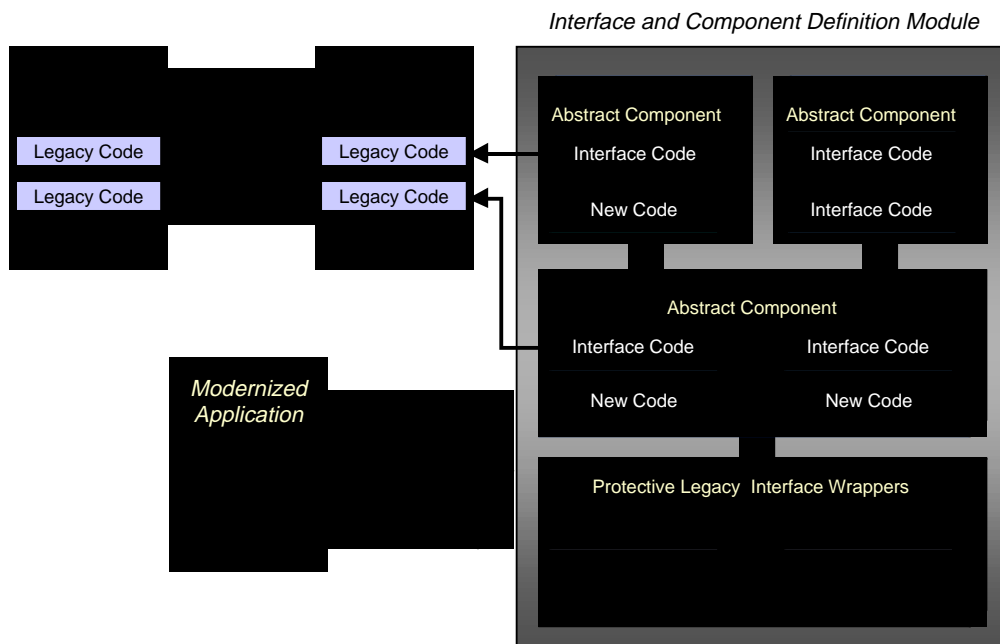 Interface and Component Definition Module
Legacy Code
Legacy Code
Legacy Code
Legacy Code
Abstract Component
Interface Code
New Code
Abstract Component
Interface Code
Interface Code
Abstract Component
Interface Code
Interface Code
New Code
New Code
Modernized
Application
Protective Legacy Interface Wrappers